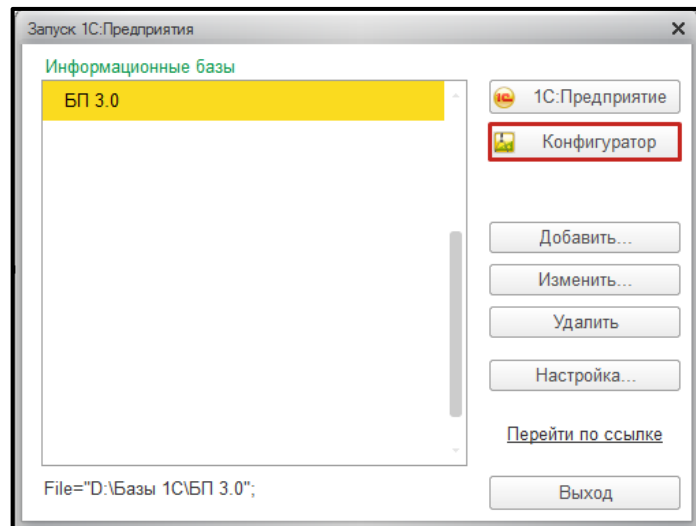 Запуск 1С:Предприятия
Информационные базы
БП 3.0
1С:Предприятие
Конфигуратор
Добавить...
Изменить...
Удалить
Настройка...
Перейти по ссылке
File="D:\Базы 1С\БП 3.0";
Выход